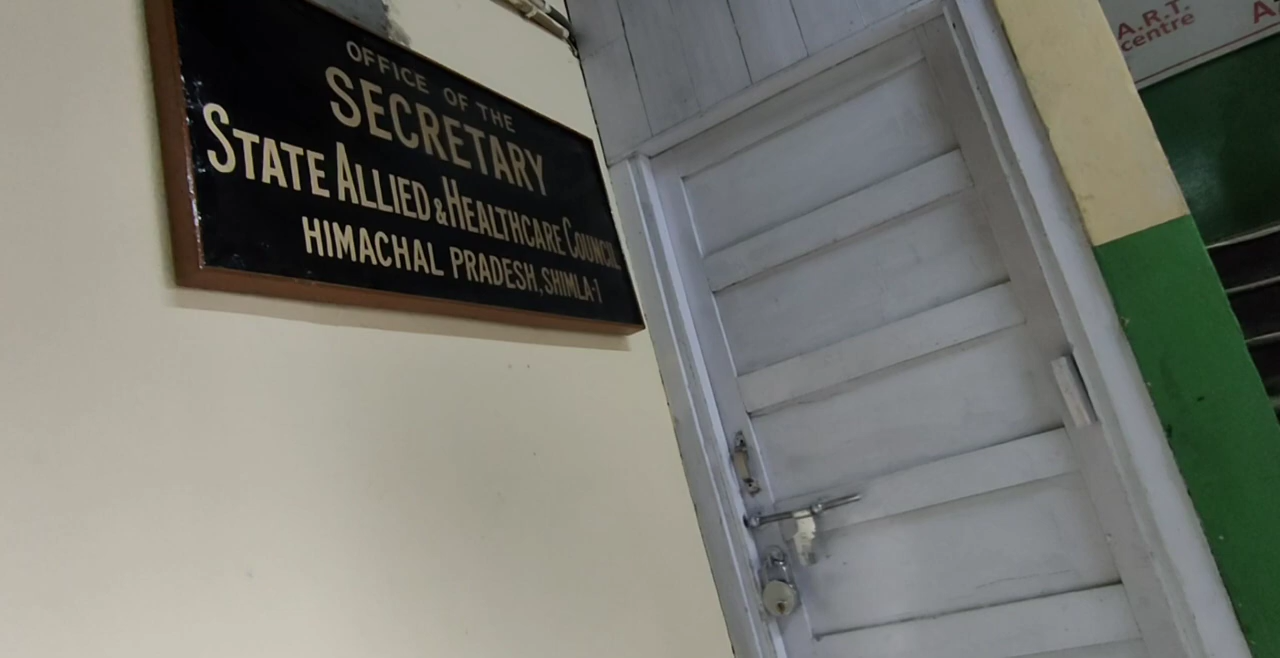 OFFICE OF THE
SECRETARY
STATE ALLIED & HEALTHCARE COUNCIL
HIMACHAL PRADESH, SHIMLA-1
A.R.T.
centre